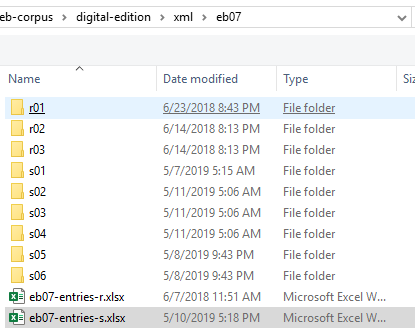 eb-corpus › digital-edition › xml › eb07
Name Date modified Type Siz
r01 6/23/2018 8:43 PM File folder
r02 6/14/2018 8:13 PM File folder
r03 6/14/2018 8:13 PM File folder
s01 5/7/2019 5:15 AM File folder
s02 5/11/2019 5:06 AM File folder
s03 5/11/2019 5:06 AM File folder
s04 5/11/2019 5:06 AM File folder
s05 5/8/2019 9:43 PM File folder
s06 5/8/2019 9:43 PM File folder
eb07-entries-r.xlsx 6/7/2018 11:51 AM Microsoft Excel W...
eb07-entries-s.xlsx 5/10/2019 5:18 PM Microsoft Excel W...